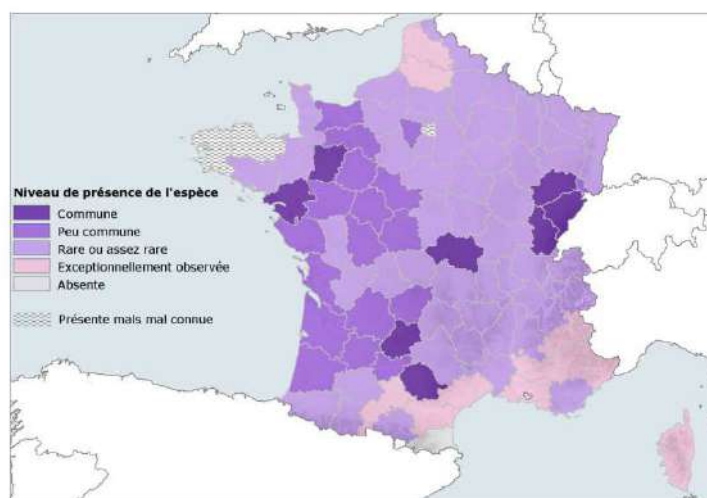 Niveau de présence de l'espèce
Commune
Peu commune
Rare ou assez rare
Exceptionnellement observée
Absente
Présente mais mal connue